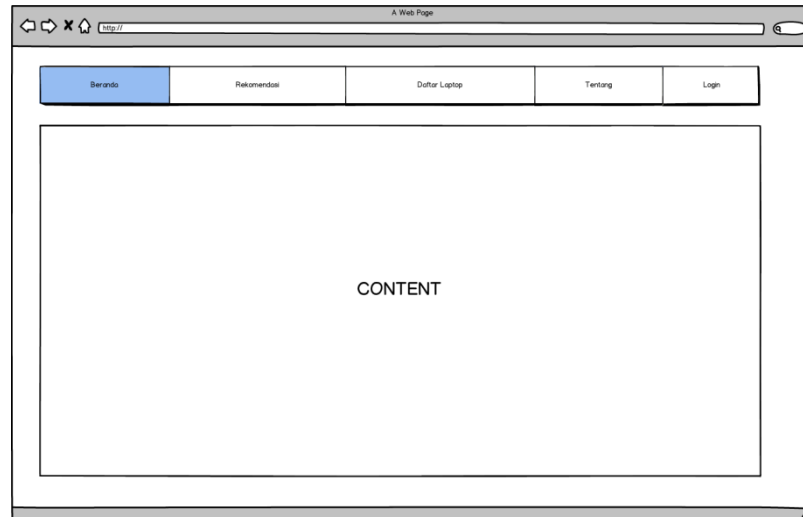 A Web Page
http://
Beranda Rekomendasi Daftar Laptop Tentang Login
CONTENT